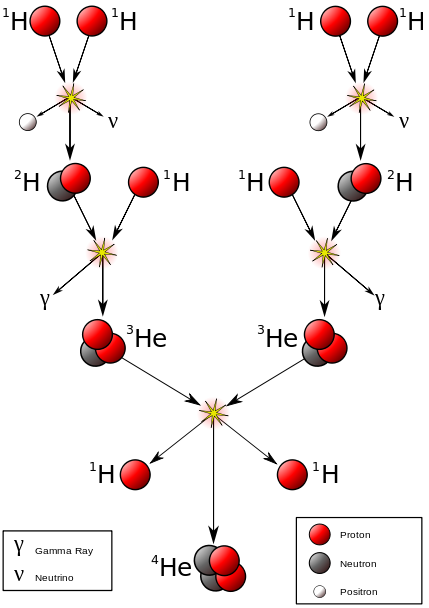 ¹H ¹H ¹H ¹H
ν ν
²H ¹H ¹H ²H
γ γ
³He ³He
¹H ¹H
⁴He
γ Gamma Ray
ν Neutrino
Proton
Neutron
Positron